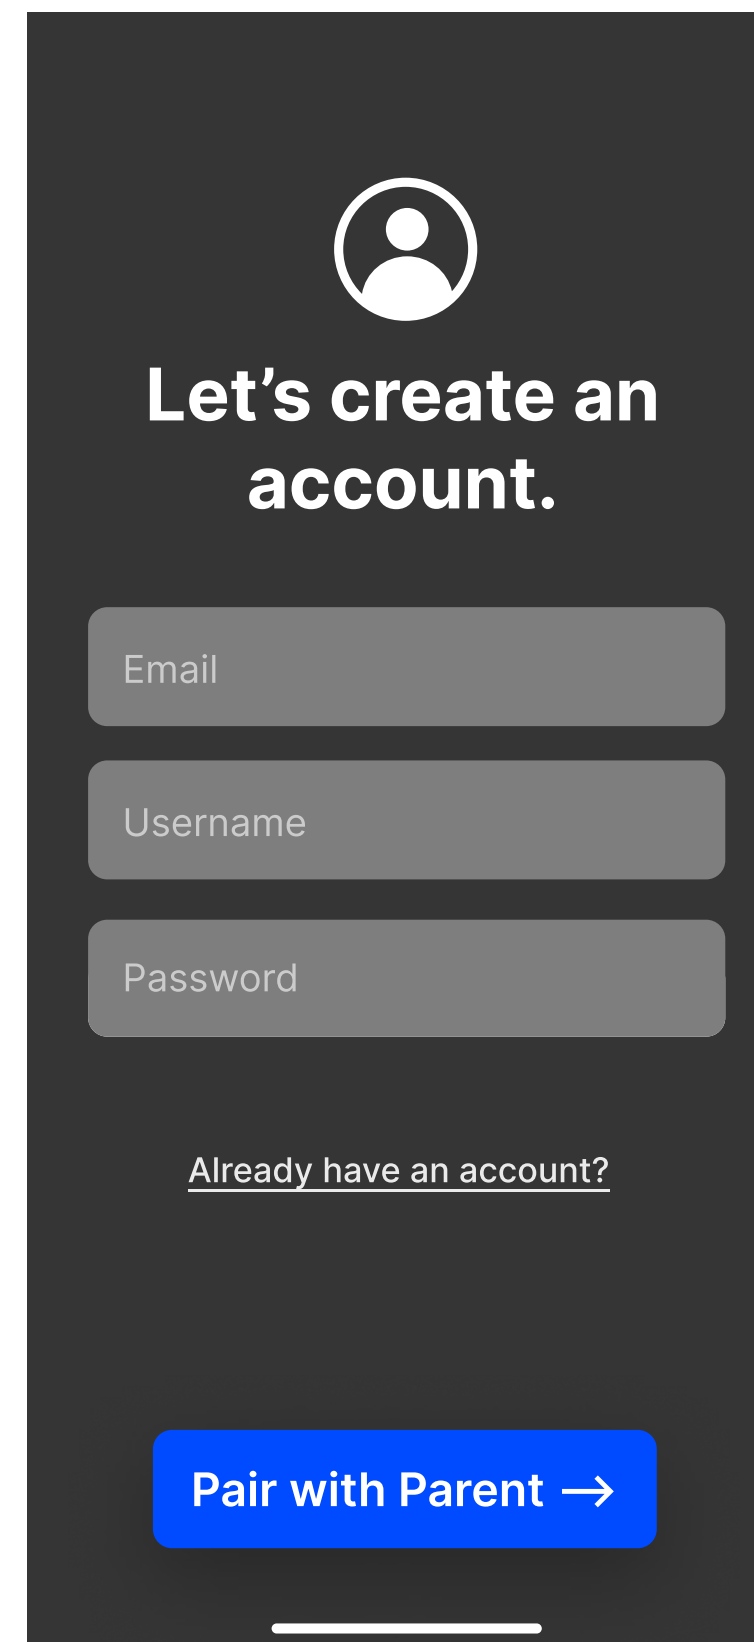 Let’s create an
account.
Email
Username
Password
Already have an account?
Pair with Parent →